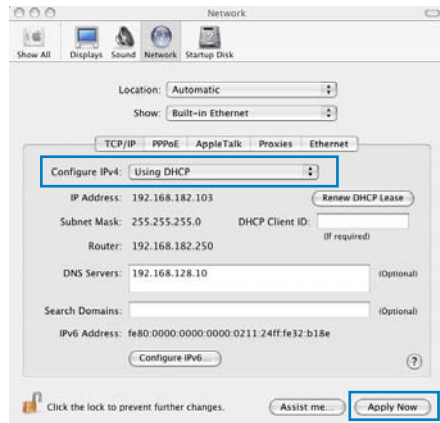 Network
Show All Displays Sound Network Startup Disk
Location: Automatic
Show: Built-in Ethernet
TCP/IP PPPoE AppleTalk Proxies Ethernet
Configure IPv4: Using DHCP
IP Address: 192.168.182.103 Renew DHCP Lease
Subnet Mask: 255.255.255.0 DHCP Client ID:
(If required)
Router: 192.168.182.250
DNS Servers: 192.168.128.10 (Optional)
Search Domains: (Optional)
IPv6 Address: fe80:0000:0000:0000:0211:24ff:fe32:b18e
Configure IPv6... ?
Click the lock to prevent further changes. Assist me... Apply Now